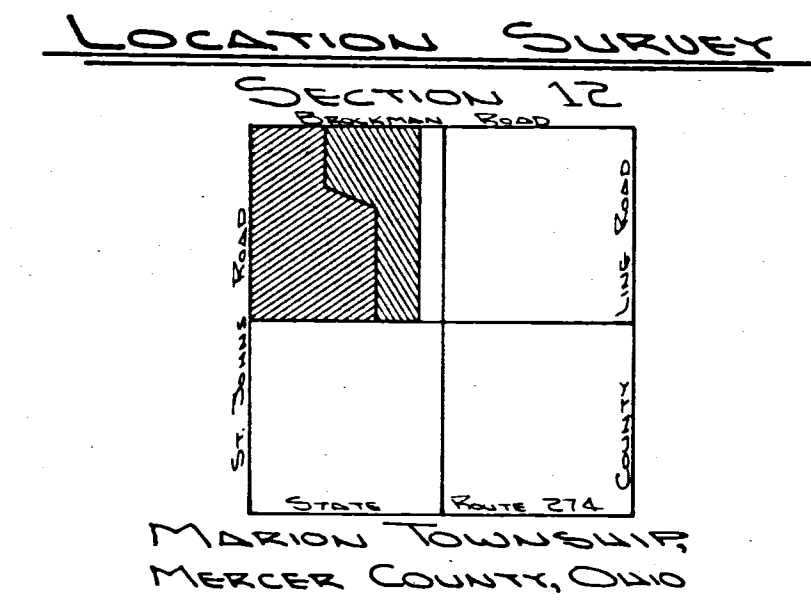 LOCATION SURVEY
SECTION 12
BROCKMAN ROAD
ST. JOHNS ROAD
COUNTY LINE ROAD
STATE ROUTE 274
MARION TOWNSHIP,
MERCER COUNTY, OHIO